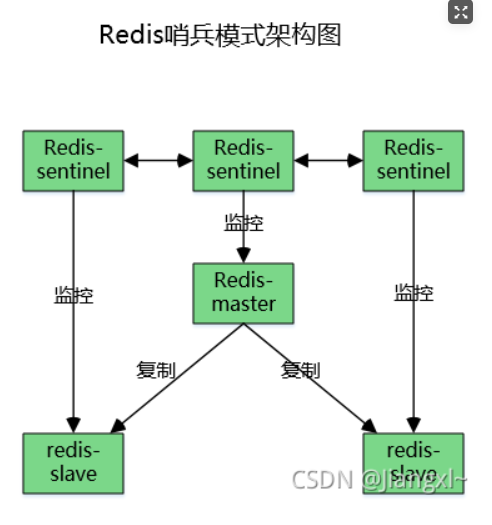 Redis哨兵模式架构图
Redis-
sentinel
Redis-
sentinel
Redis-
sentinel
监控
监控
监控
Redis-
master
复制
复制
redis-
slave
redis-
slave
CSDN @Jiangxl~